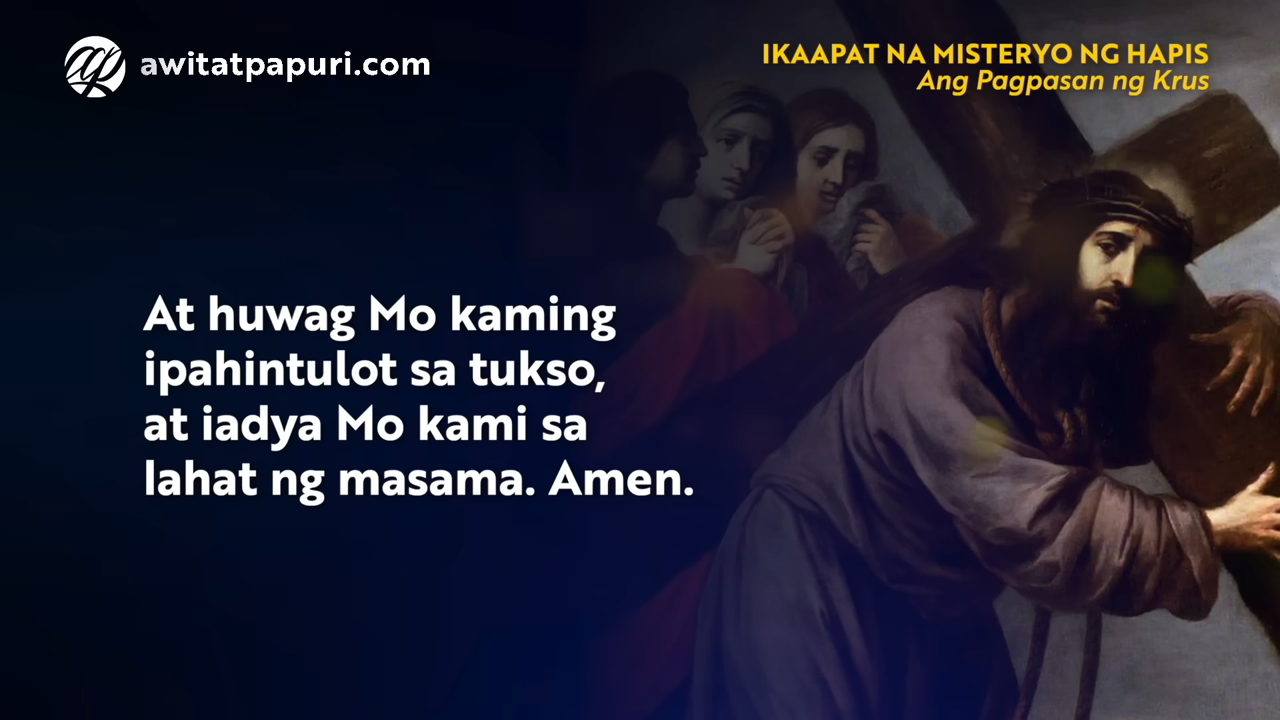 awitatpapuri.com
IKAAPAT NA MISTERYO NG HAPIS
Ang Pagpasan ng Krus
At huwag Mo kaming
ipahintulot sa tukso,
at iadya Mo kami sa
lahat ng masama. Amen.